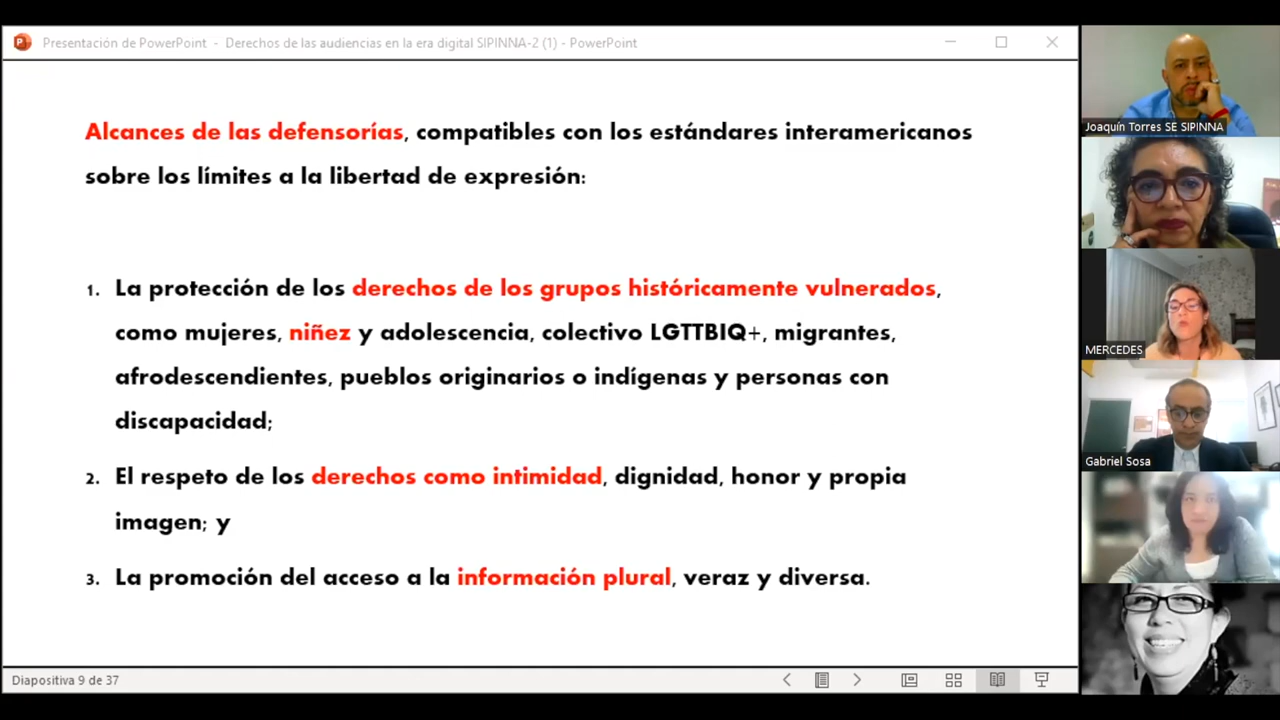 Presentación de PowerPoint - Derechos de las audiencias en la era digital SIPINNA-2 (1) - PowerPoint
Alcances de las defensorías, compatibles con los estándares interamericanos
sobre los límites a la libertad de expresión:
1. La protección de los derechos de los grupos históricamente vulnerados,
como mujeres, niñez y adolescencia, colectivo LGTTBIQ+, migrantes,
afrodescendientes, pueblos originarios o indígenas y personas con
discapacidad;
2. El respeto de los derechos como intimidad, dignidad, honor y propia
imagen; y
3. La promoción del acceso a la información plural, veraz y diversa.
Diapositiva 9 de 37
Joaquín Torres SE SIPINNA
MERCEDES
Gabriel Sosa